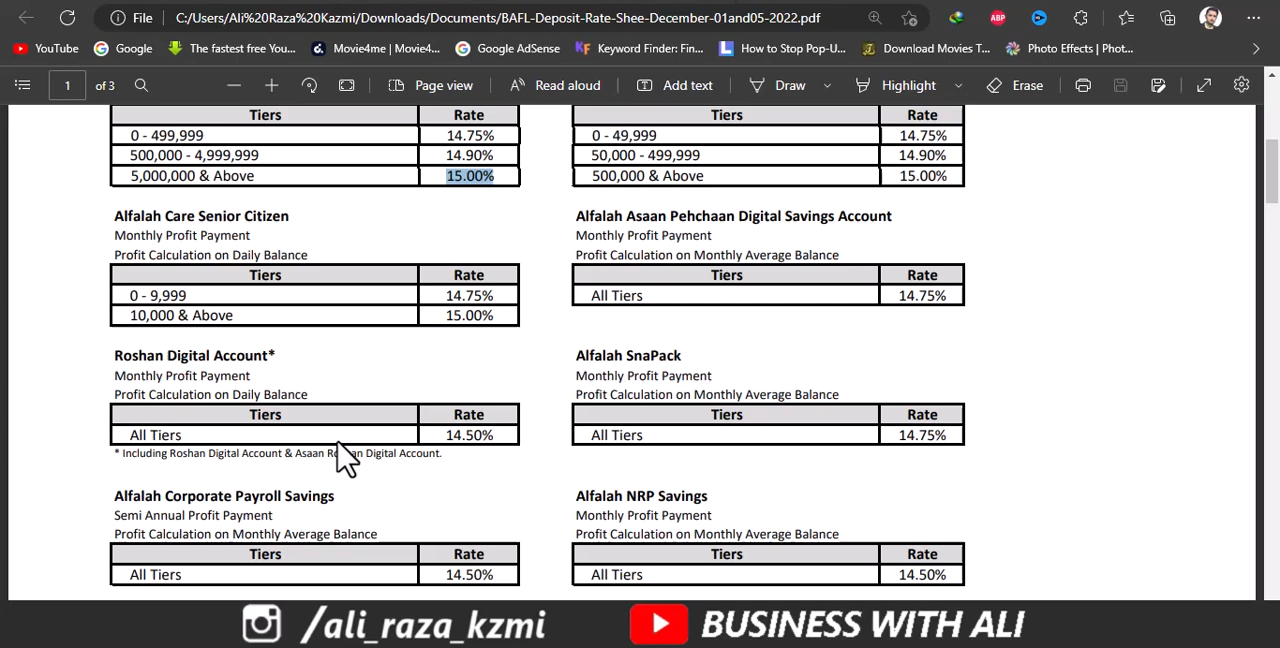 File C:/Users/Ali%20Raza%20Kazmi/Downloads/Documents/BAFL-Deposit-Rate-Shee-December-01and05-2022.pdf ABP
YouTube Google The fastest free You... Movie4me | Movie4... Google AdSense KF Keyword Finder: Fin... L How to Stop Pop-U... Download Movies T... Photo Effects | Phot...
1 of 3 Page view Read aloud Add text Draw Highlight Erase
Tiers Rate
0 - 499,999 14.75%
500,000 - 4,999,999 14.90%
5,000,000 & Above 15.00%
Tiers Rate
0 - 49,999 14.75%
50,000 - 499,999 14.90%
500,000 & Above 15.00%
Alfalah Care Senior Citizen
Monthly Profit Payment
Profit Calculation on Daily Balance
Tiers Rate
0 - 9,999 14.75%
10,000 & Above 15.00%
Alfalah Asaan Pehchaan Digital Savings Account
Monthly Profit Payment
Profit Calculation on Monthly Average Balance
Tiers Rate
All Tiers 14.75%
Roshan Digital Account*
Monthly Profit Payment
Profit Calculation on Daily Balance
Tiers Rate
All Tiers 14.50%
* Including Roshan Digital Account & Asaan Roshan Digital Account.
Alfalah SnaPack
Monthly Profit Payment
Profit Calculation on Monthly Average Balance
Tiers Rate
All Tiers 14.75%
Alfalah Corporate Payroll Savings
Semi Annual Profit Payment
Profit Calculation on Monthly Average Balance
Tiers Rate
All Tiers 14.50%
Alfalah NRP Savings
Monthly Profit Payment
Profit Calculation on Monthly Average Balance
Tiers Rate
All Tiers 14.50%
/ali_raza_kzmi BUSINESS WITH ALI